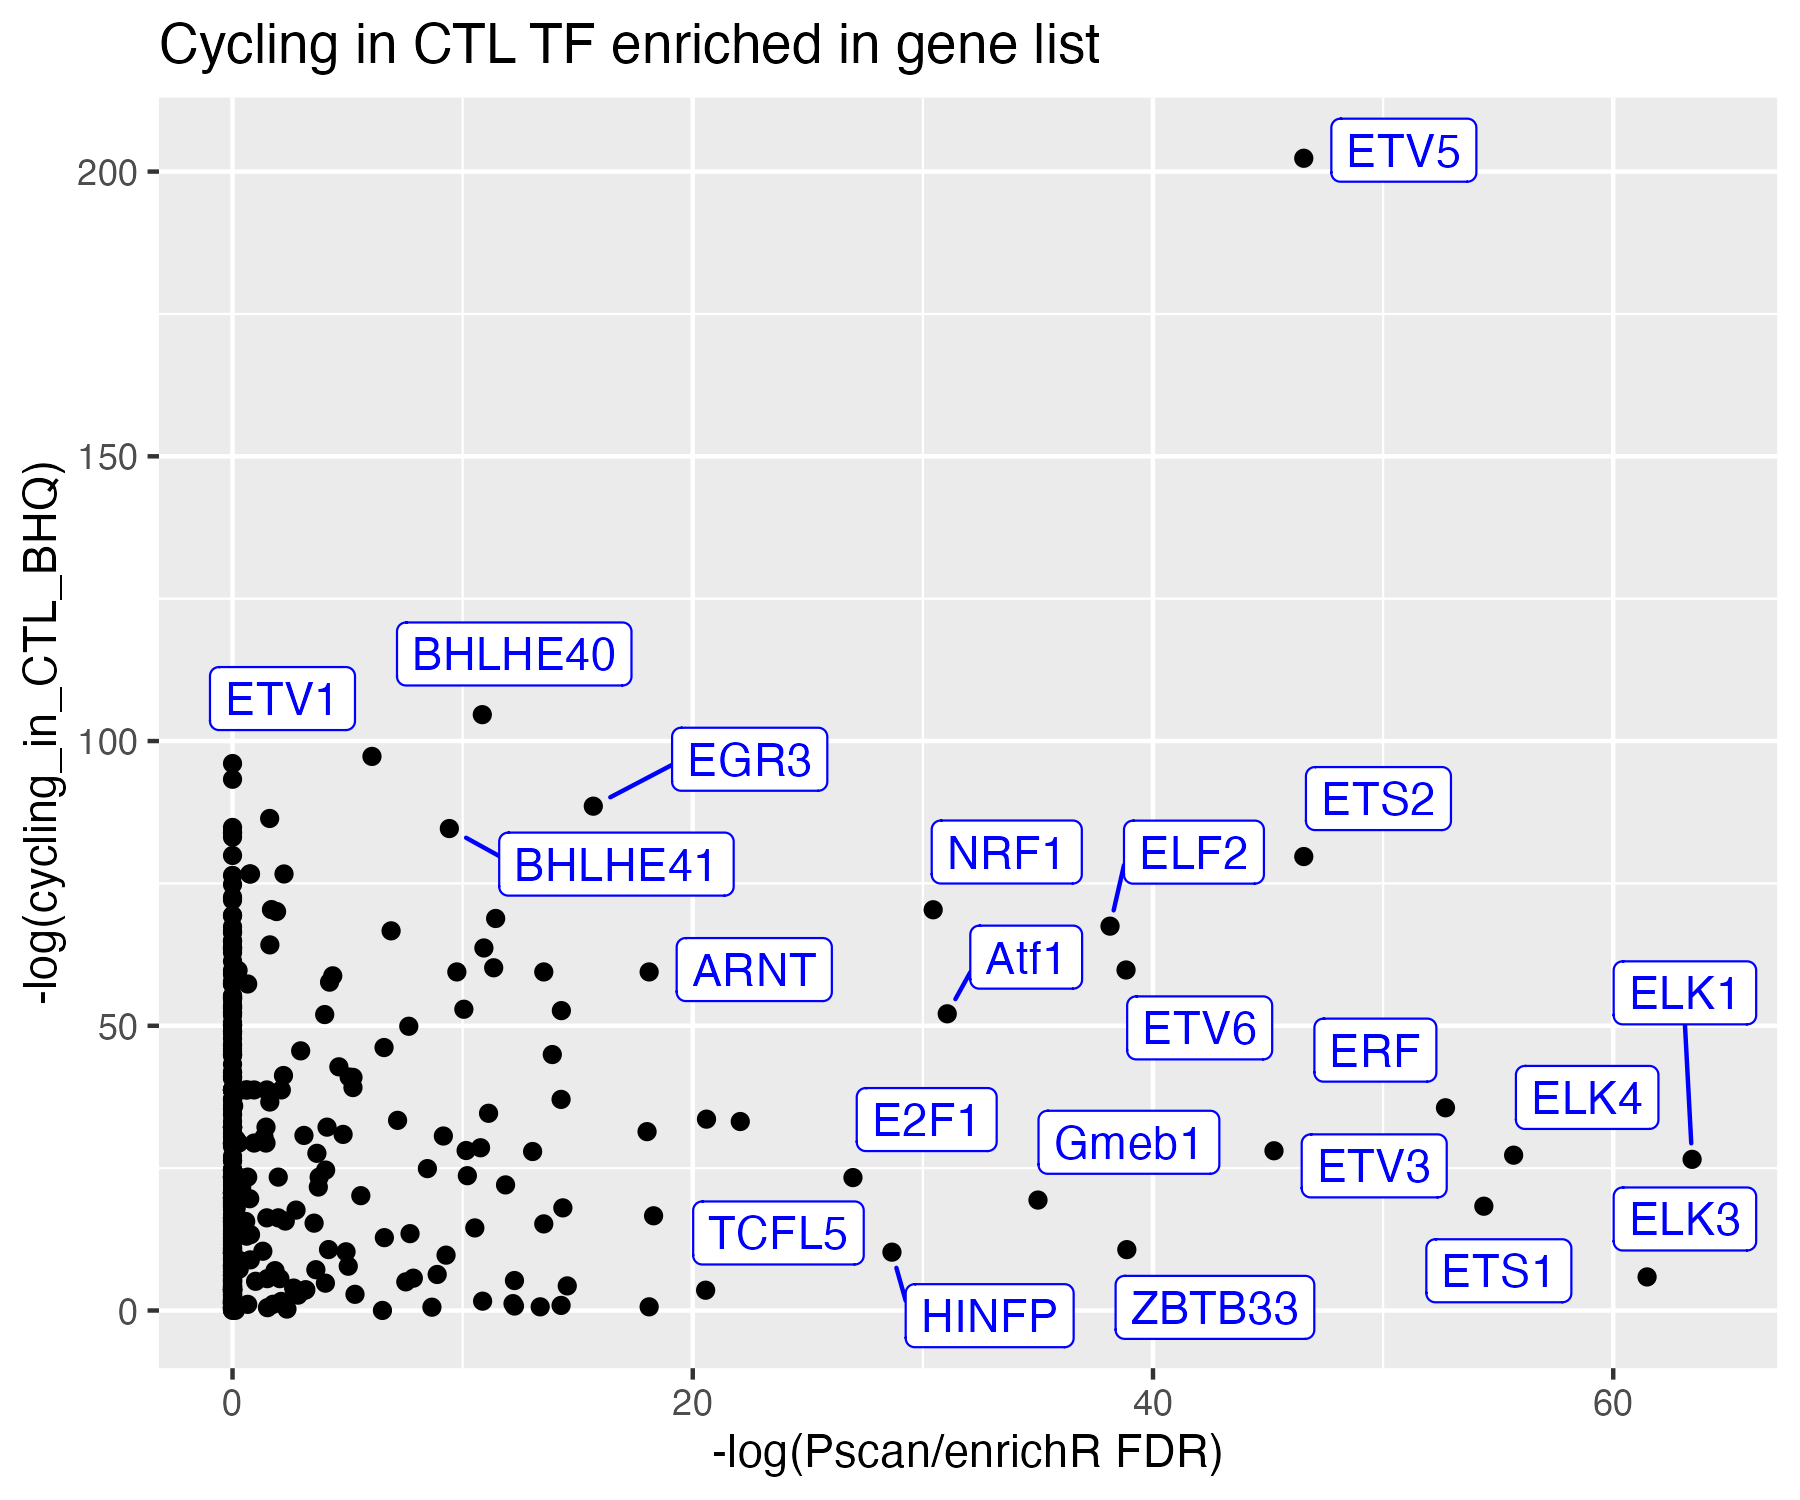 Cycling in CTL TF enriched in gene list
ETV5
200
150
-log(cycling_in_CTL_BHQ)
BHLHE40
ETV1
100
EGR3
ETS2
NRF1
ELF2
BHLHE41
Atf1
ARNT
ELK1
50
ETV6
ERF
ELK4
E2F1
Gmeb1
ETV3
ELK3
TCFL5
ETS1
0
HINFP
ZBTB33
0
20
40
60
-log(Pscan/enrichR FDR)